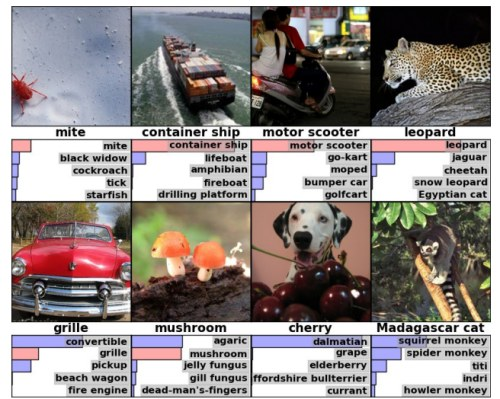 mite
container ship
motor scooter
leopard
mite
black widow
cockroach
tick
starfish
container ship
lifeboat
amphibian
fireboat
drilling platform
motor scooter
go-kart
moped
bumper car
golfcart
leopard
jaguar
cheetah
snow leopard
Egyptian cat
grille
mushroom
cherry
Madagascar cat
convertible
grille
pickup
beach wagon
fire engine
agaric
mushroom
jelly fungus
gill fungus
dead-man's-fingers
dalmatian
grape
elderberry
ffordshire bullterrier
currant
squirrel monkey
spider monkey
titi
indri
howler monkey